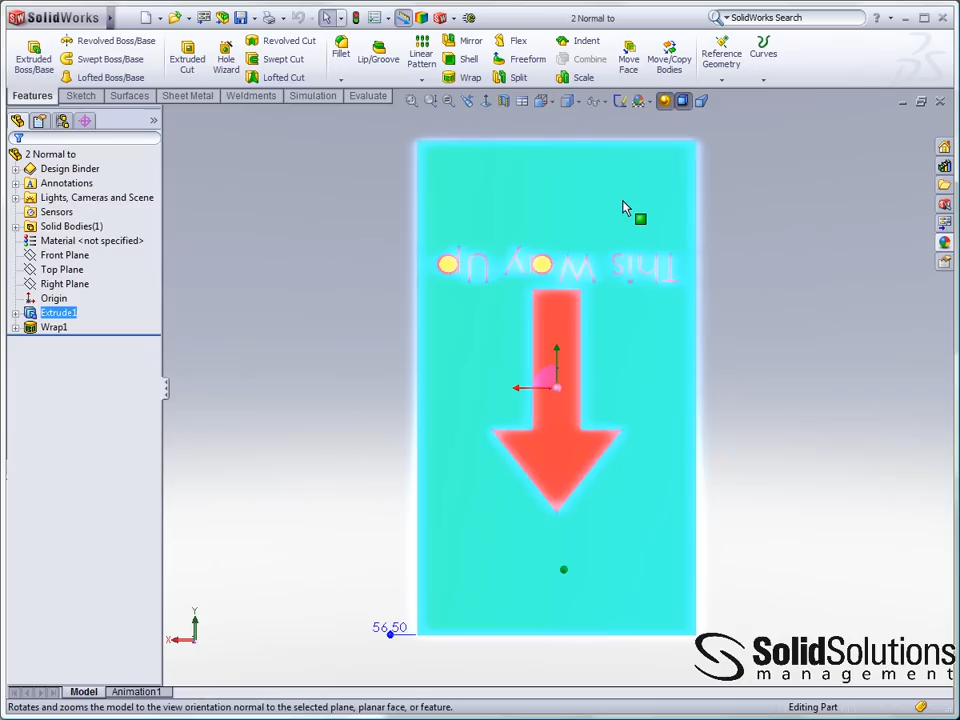 SolidWorks
2 Normal to
SolidWorks Search
Extruded Boss/Base
Revolved Boss/Base
Swept Boss/Base
Lofted Boss/Base
Extruded Cut
Hole Wizard
Revolved Cut
Swept Cut
Lofted Cut
Fillet
Lip/Groove
Linear Pattern
Mirror
Shell
Wrap
Flex
Freeform
Split
Indent
Combine
Scale
Move Face
Move/Copy Bodies
Reference Geometry
Curves
Features
Sketch
Surfaces
Sheet Metal
Weldments
Simulation
Evaluate
2 Normal to
Design Binder
Annotations
Lights, Cameras and Scene
Sensors
Solid Bodies(1)
Material <not specified>
Front Plane
Top Plane
Right Plane
Origin
Extrude1
Wrap1
This Way Up
56.50
Y
X
SolidSolutions
management
Model
Animation1
Rotates and zooms the model to the view orientation normal to the selected plane, planar face, or feature.
Editing Part